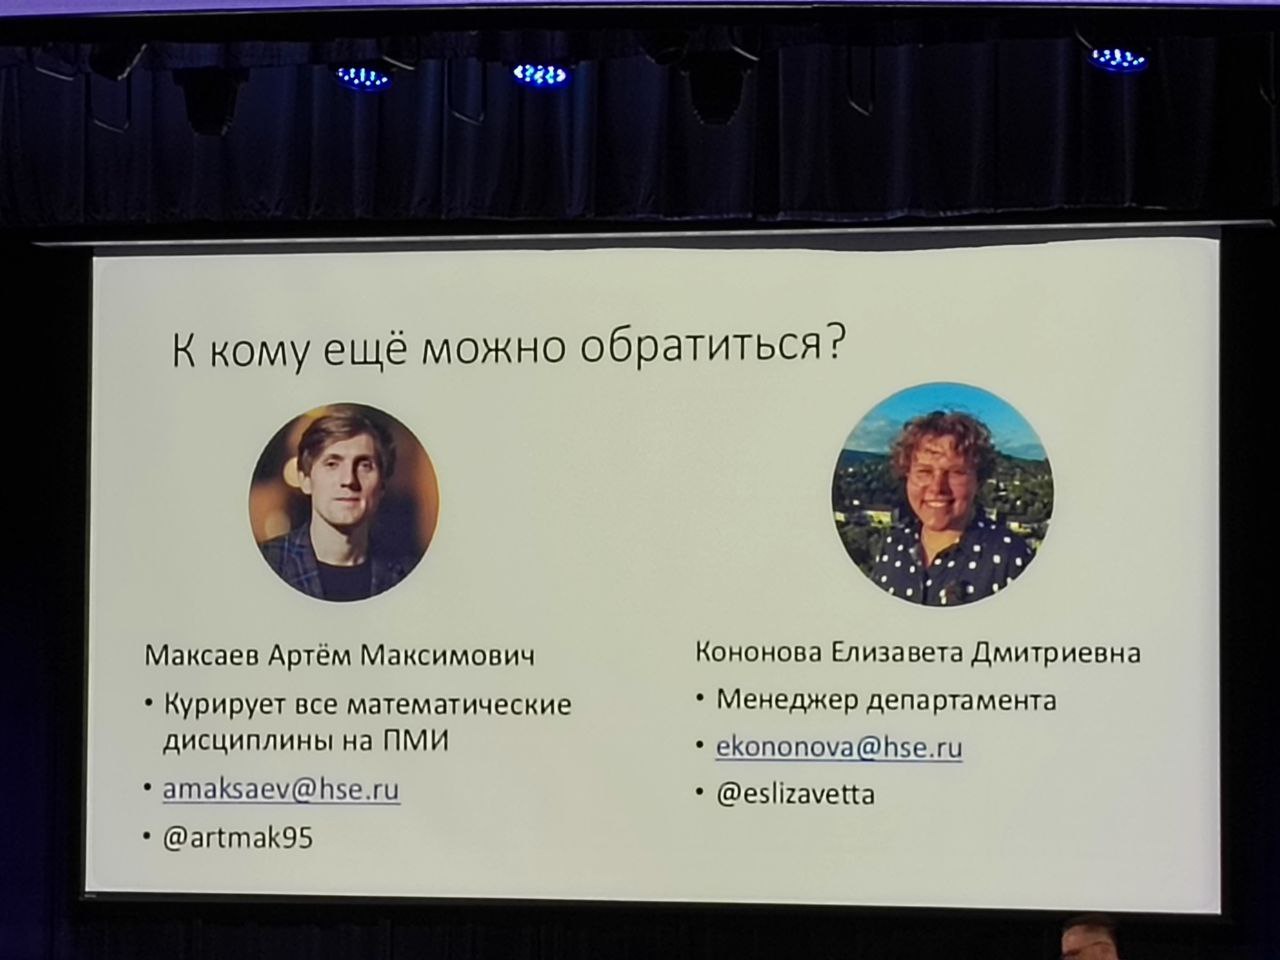 К кому ещё можно обратиться?
Максаев Артём Максимович
• Курирует все математические
дисциплины на ПМИ
• amaksaev@hse.ru
• @artmak95
Кононова Елизавета Дмитриевна
• Менеджер департамента
• ekononova@hse.ru
• @eslizavetta